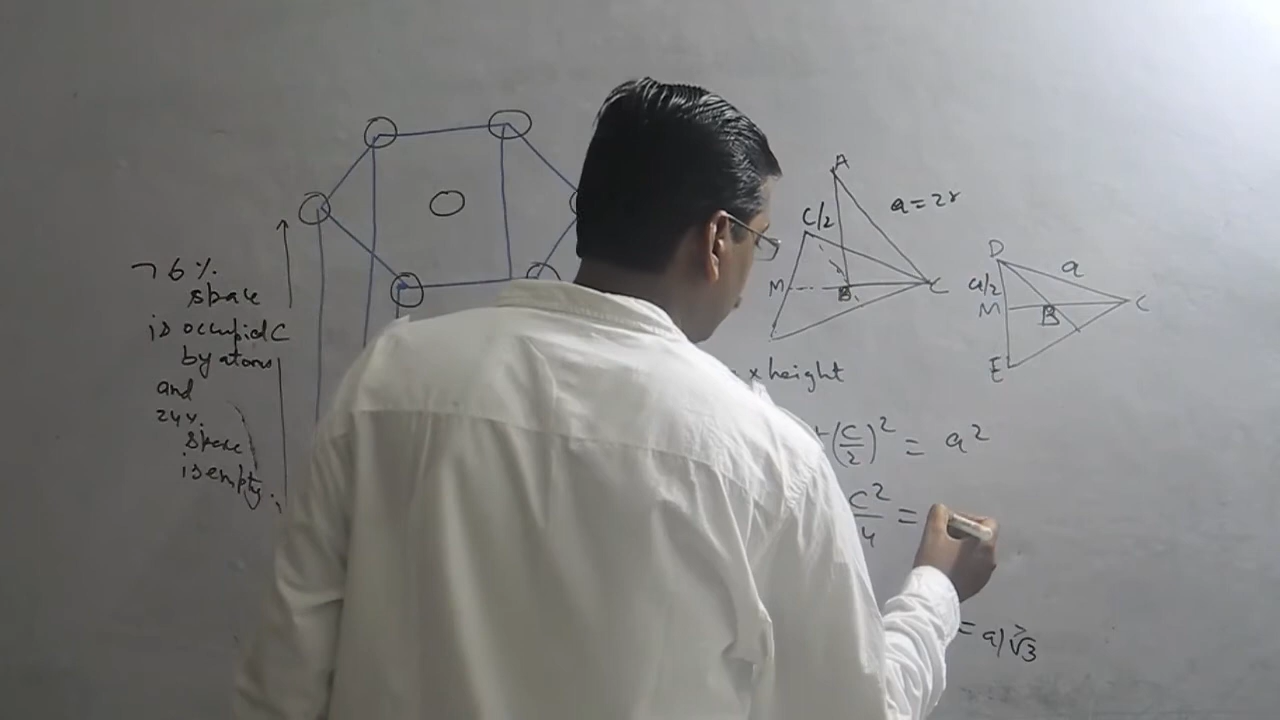 76%
space
is occupied
by atoms
and
24%
space
is empty.
C
A
C/2
a = 2r
M
B
C
D
a
a/2
M
B
C
E
x height
(c/2)² = a²
c²/4 =
= a/√3